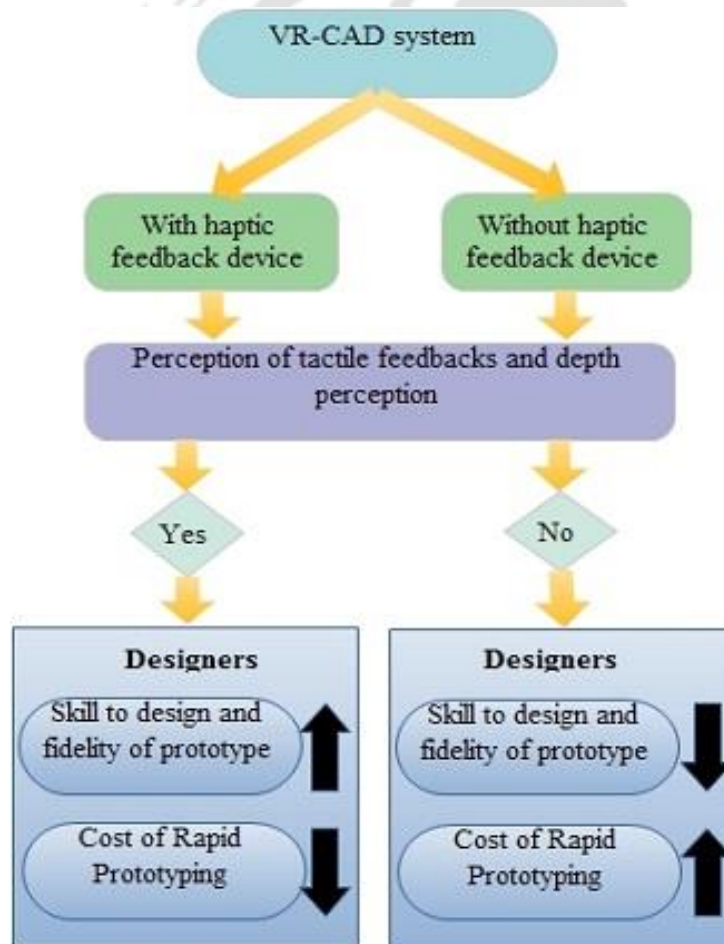 VR-CAD system
With haptic
feedback device
Without haptic
feedback device
Perception of tactile feedbacks and depth
perception
Yes
No
Designers
Skill to design and
fidelity of prototype
Cost of Rapid
Prototyping
Designers
Skill to design and
fidelity of prototype
Cost of Rapid
Prototyping